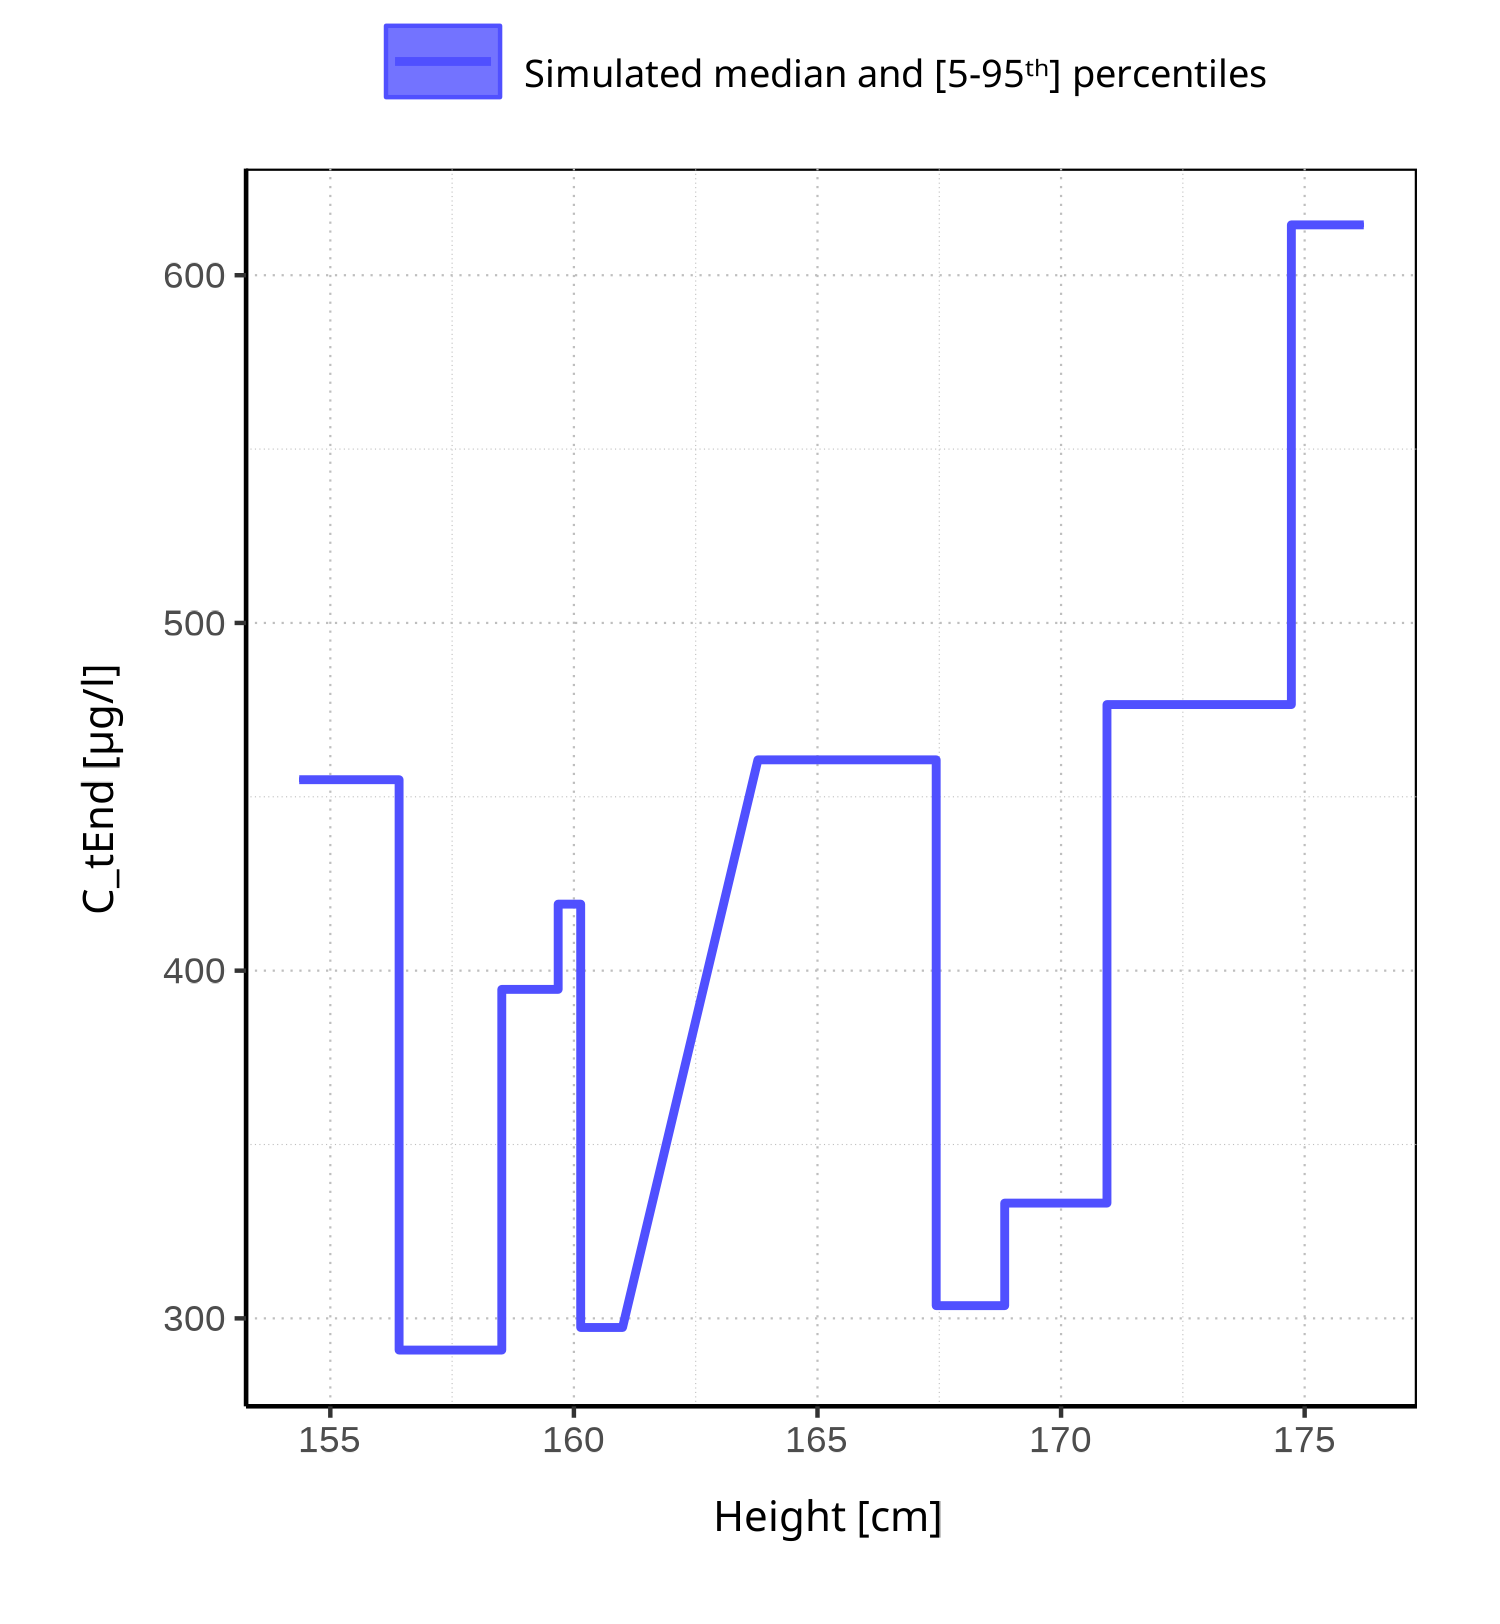 Simulated median and [5-95th] percentiles
600
500
400
300
C_tEnd [µg/l]
155 160 165 170 175
Height [cm]